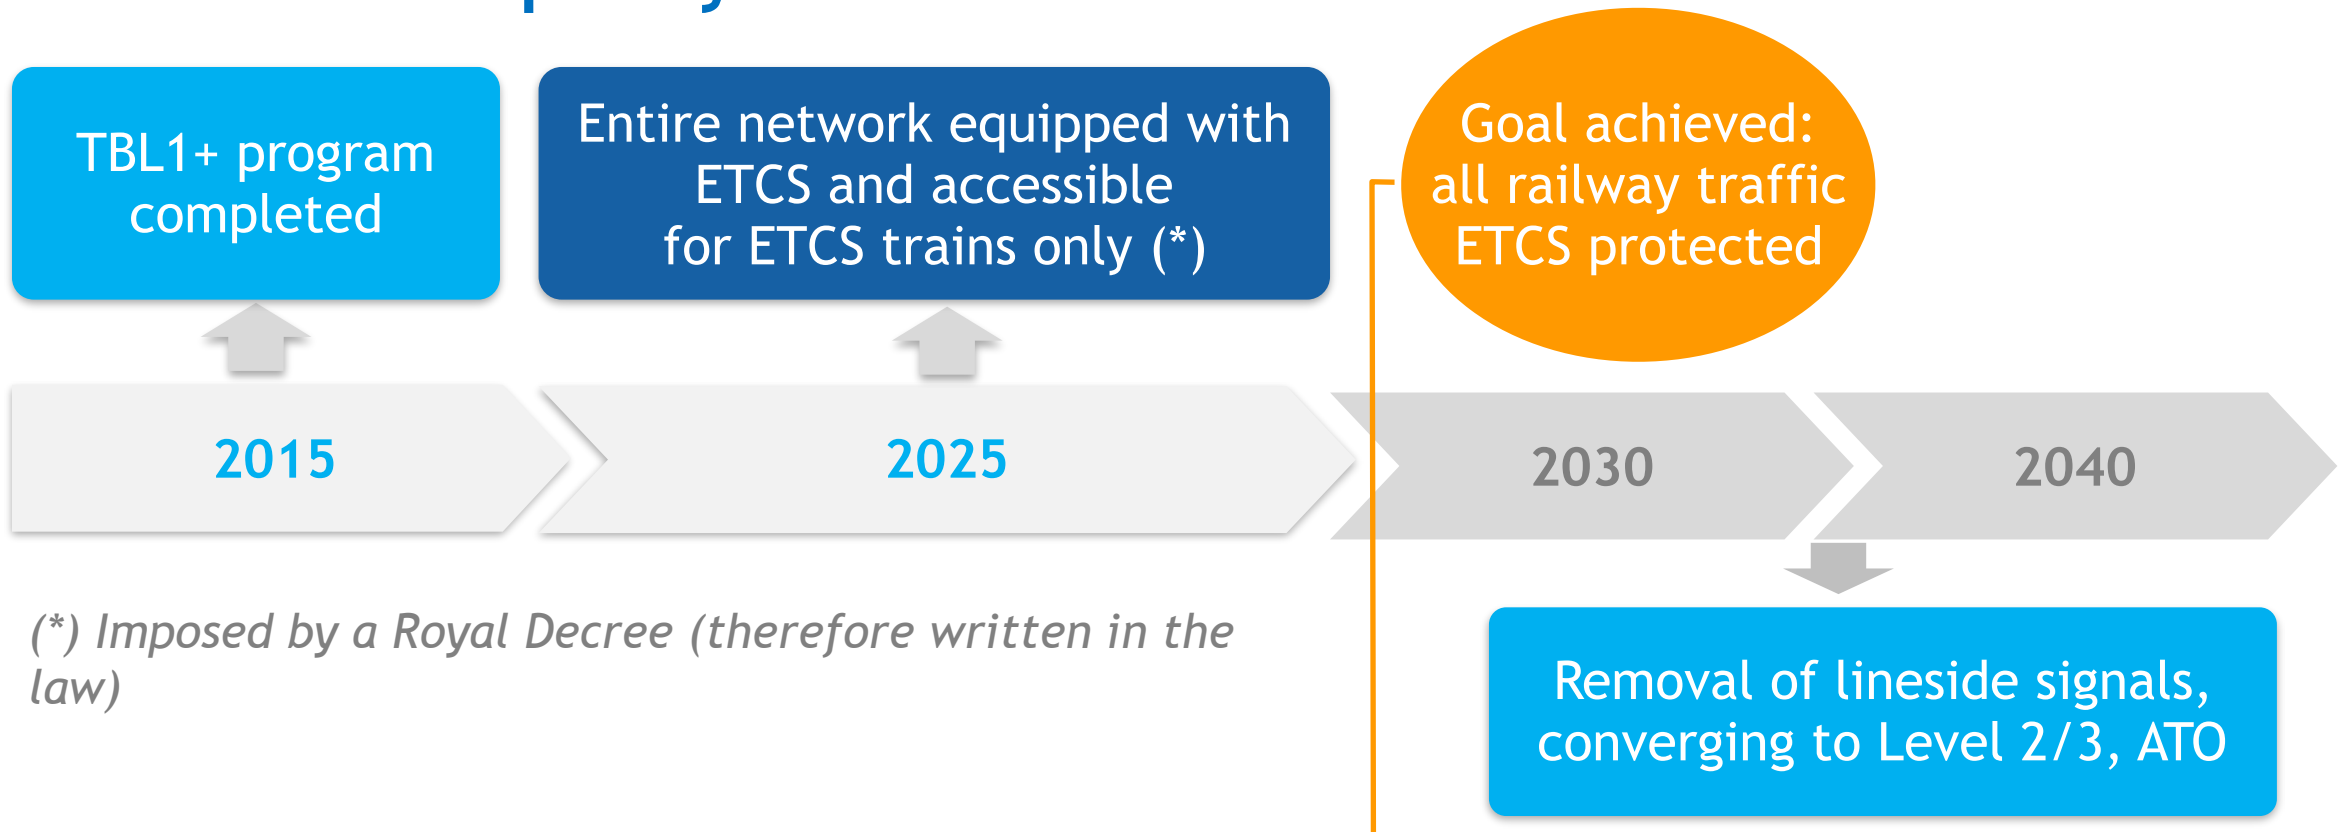 TBL1+ program
completed
Entire network equipped with
ETCS and accessible
for ETCS trains only (*)
Goal achieved:
all railway traffic
ETCS protected
2015
2025
2030
2040
(*) Imposed by a Royal Decree (therefore written in the
law)
Removal of lineside signals,
converging to Level 2/3, ATO